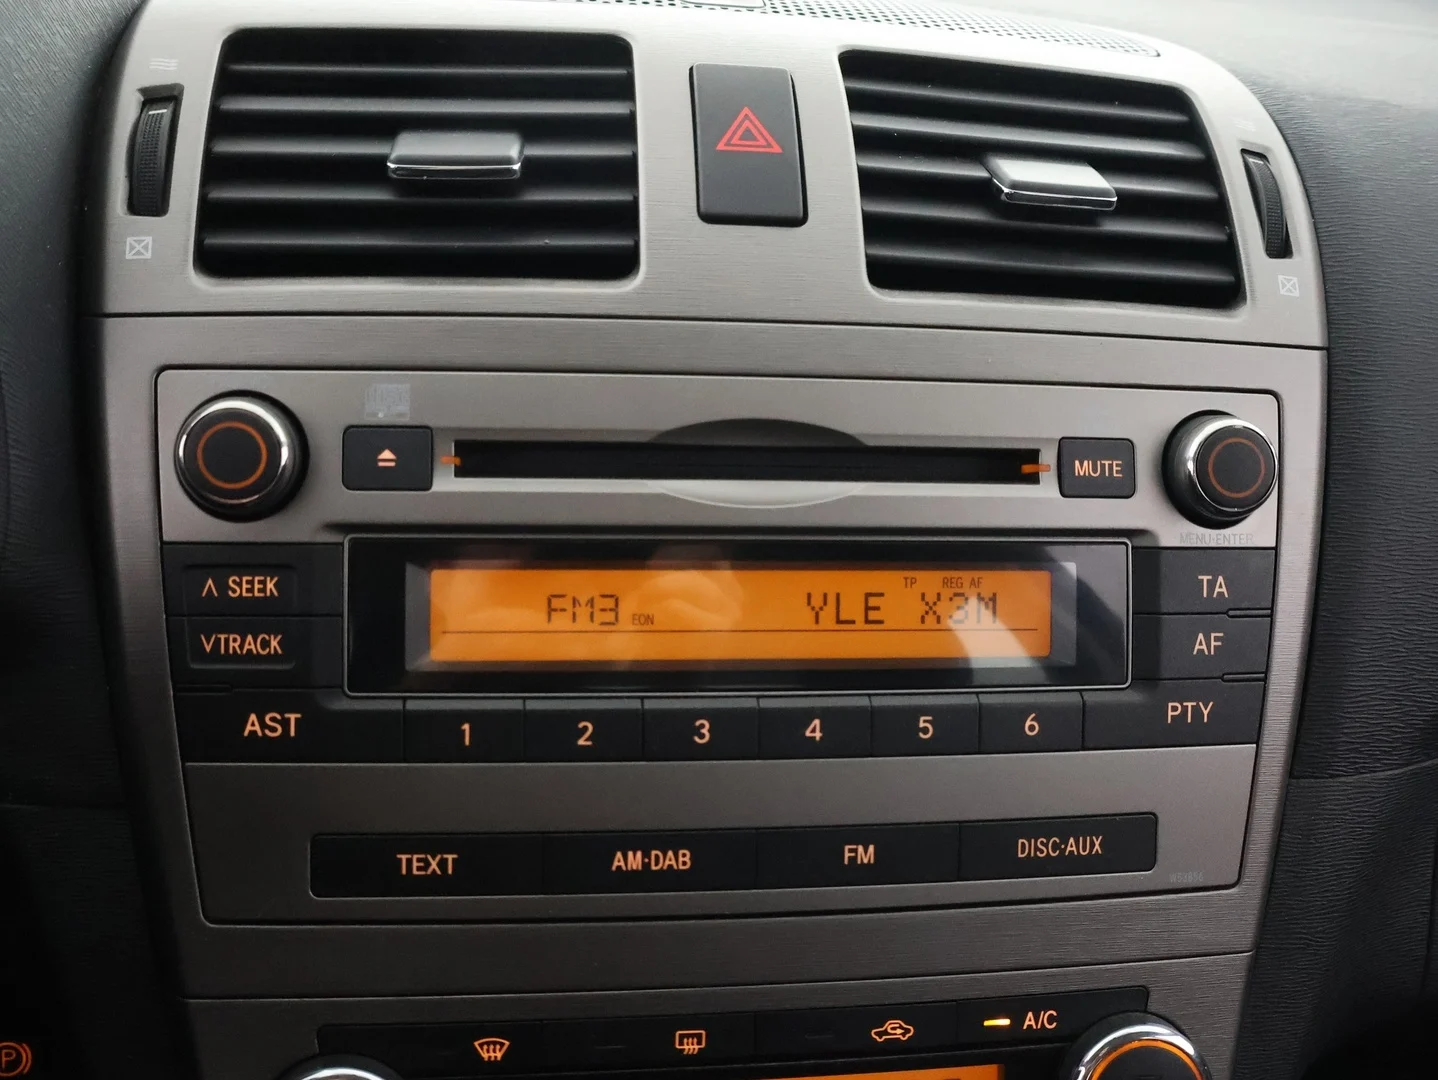 MUTE
MENU·ENTER
∧ SEEK
TP REG AF
FM3 EON YLE X3M
TA
∨TRACK
AF
AST
1 2 3 4 5 6
PTY
TEXT
AM·DAB
FM
DISC·AUX
A/C
P